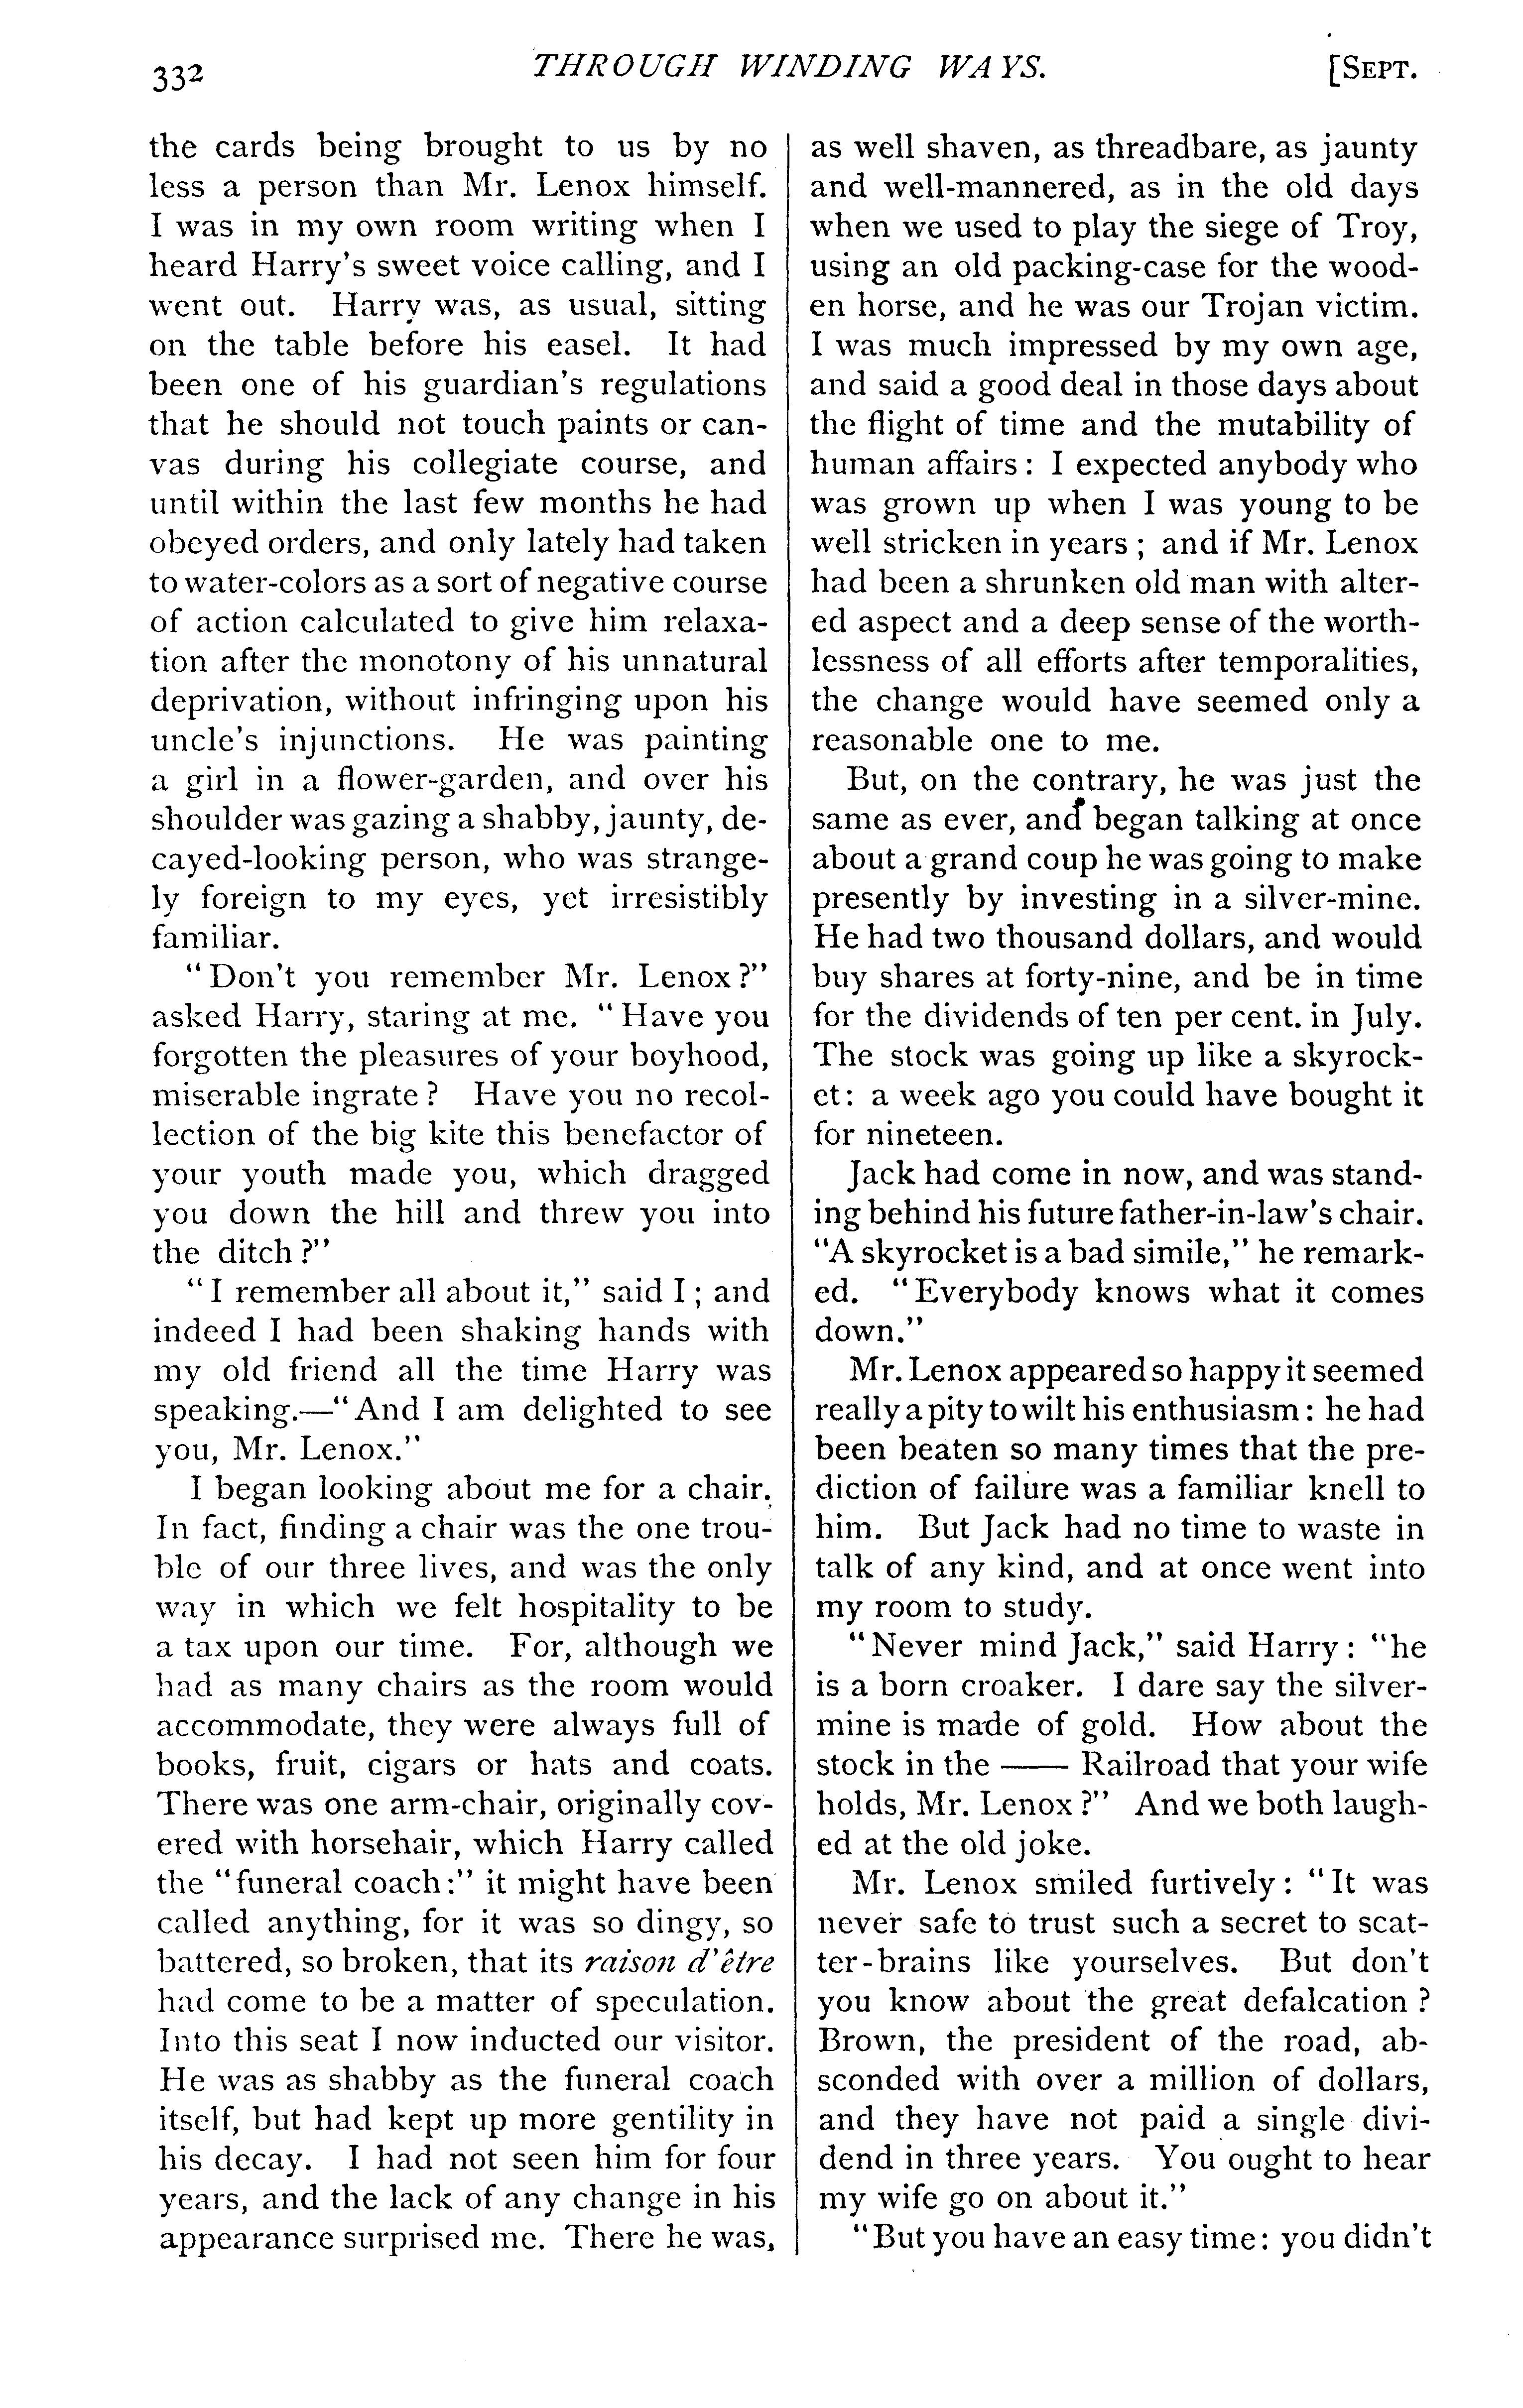 332
THROUGH WINDING WAYS.
[SEPT.
the cards being brought to us by no
less a person than Mr. Lenox himself.
I was in my own room writing when I
heard Harry's sweet voice calling, and I
went out. Harry was, as usual, sitting
on the table before his easel. It had
been one of his guardian's regulations
that he should not touch paints or can-
vas during his collegiate course, and
until within the last few months he had
obeyed orders, and only lately had taken
to water-colors as a sort of negative course
of action calculated to give him relaxa-
tion after the monotony of his unnatural
deprivation, without infringing upon his
uncle's injunctions. He was painting
a girl in a flower-garden, and over his
shoulder was gazing a shabby, jaunty, de-
cayed-looking person, who was strange-
ly foreign to my eyes, yet irresistibly
familiar.
"Don't you remember Mr. Lenox?"
asked Harry, staring at me. "Have you
forgotten the pleasures of your boyhood,
miserable ingrate? Have you no recol-
lection of the big kite this benefactor of
your youth made you, which dragged
you down the hill and threw you into
the ditch?"
"I remember all about it," said I; and
indeed I had been shaking hands with
my old friend all the time Harry was
speaking.—"And I am delighted to see
you, Mr. Lenox."
I began looking about me for a chair.
In fact, finding a chair was the one trou-
ble of our three lives, and was the only
way in which we felt hospitality to be
a tax upon our time. For, although we
had as many chairs as the room would
accommodate, they were always full of
books, fruit, cigars or hats and coats.
There was one arm-chair, originally cov-
ered with horsehair, which Harry called
the "funeral coach:" it might have been
called anything, for it was so dingy, so
battered, so broken, that its raison d'être
had come to be a matter of speculation.
Into this seat I now inducted our visitor.
He was as shabby as the funeral coach
itself, but had kept up more gentility in
his decay. I had not seen him for four
years, and the lack of any change in his
appearance surprised me. There he was,
as well shaven, as threadbare, as jaunty
and well-mannered, as in the old days
when we used to play the siege of Troy,
using an old packing-case for the wood-
en horse, and he was our Trojan victim.
I was much impressed by my own age,
and said a good deal in those days about
the flight of time and the mutability of
human affairs: I expected anybody who
was grown up when I was young to be
well stricken in years; and if Mr. Lenox
had been a shrunken old man with alter-
ed aspect and a deep sense of the worth-
lessness of all efforts after temporalities,
the change would have seemed only a
reasonable one to me.
But, on the contrary, he was just the
same as ever, and began talking at once
about a grand coup he was going to make
presently by investing in a silver-mine.
He had two thousand dollars, and would
buy shares at forty-nine, and be in time
for the dividends of ten per cent. in July.
The stock was going up like a skyrock-
et: a week ago you could have bought it
for nineteen.
Jack had come in now, and was stand-
ing behind his future father-in-law's chair.
"A skyrocket is a bad simile," he remark-
ed. "Everybody knows what it comes
down."
Mr. Lenox appeared so happy it seemed
really a pity to wilt his enthusiasm: he had
been beaten so many times that the pre-
diction of failure was a familiar knell to
him. But Jack had no time to waste in
talk of any kind, and at once went into
my room to study.
"Never mind Jack," said Harry: "he
is a born croaker. I dare say the silver-
mine is made of gold. How about the
stock in the —— Railroad that your wife
holds, Mr. Lenox?" And we both laugh-
ed at the old joke.
Mr. Lenox smiled furtively: "It was
never safe to trust such a secret to scat-
ter-brains like yourselves. But don't
you know about the great defalcation?
Brown, the president of the road, ab-
sconded with over a million of dollars,
and they have not paid a single divi-
dend in three years. You ought to hear
my wife go on about it."
"But you have an easy time: you didn't